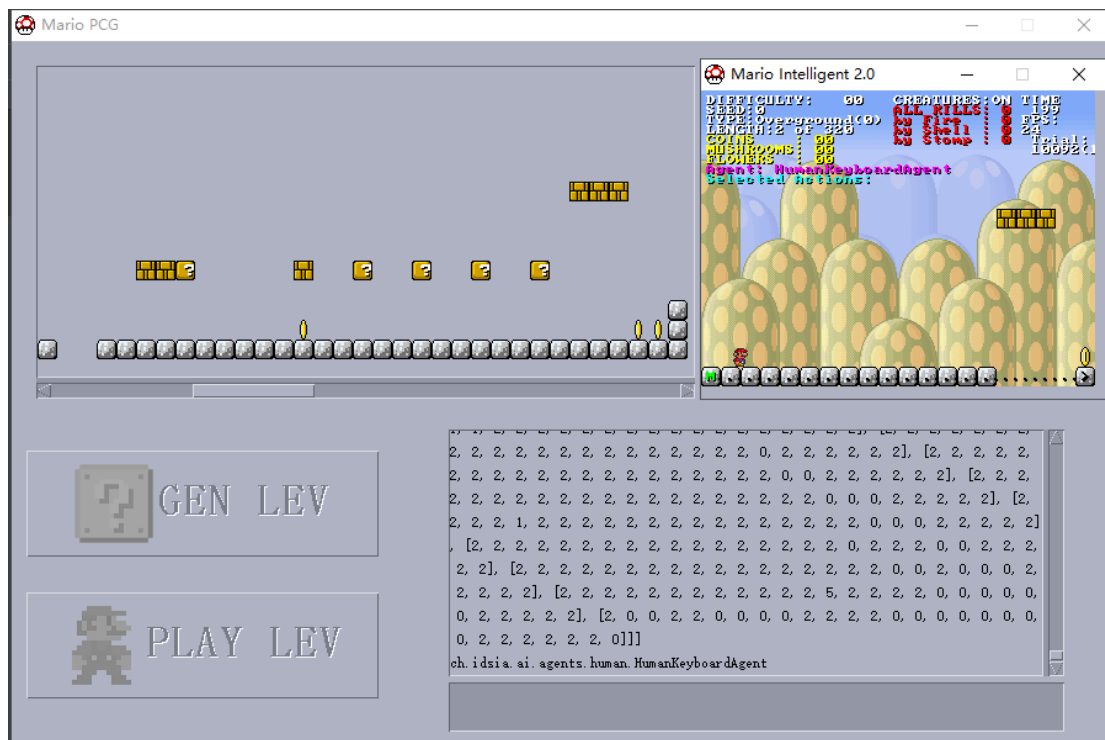 Mario PCG
Mario Intelligent 2.0
DIFFICULTY: 00 CREATURES:ON TIME
SEED:0 ALL KILLS: 0 199
TYPE:Overground(0) by Fire : 0 FPS:
LENGTH:2 of 320 by Shell : 0 24
COINS : 00 by Stomp : 0 Trial:
MUSHROOMS: 00 10092(1
FLOWERS : 00
Agent: HumanKeyboardAgent
Selected Actions:
GEN LEV
PLAY LEV
2, 2, 2, 2, 2, 2, 2, 2, 2, 2, 2, 2, 2, 2, 0, 2, 2, 2, 2, 2, 2], [2, 2, 2, 2, 2,
2, 2, 2, 2, 2, 2, 2, 2, 2, 2, 2, 2, 2, 2, 2, 0, 0, 2, 2, 2, 2, 2, 2], [2, 2, 2,
2, 2, 2, 2, 2, 2, 2, 2, 2, 2, 2, 2, 2, 2, 2, 2, 2, 0, 0, 0, 2, 2, 2, 2, 2], [2,
2, 2, 2, 1, 2, 2, 2, 2, 2, 2, 2, 2, 2, 2, 2, 2, 2, 2, 2, 0, 0, 0, 2, 2, 2, 2, 2]
, [2, 2, 2, 2, 2, 2, 2, 2, 2, 2, 2, 2, 2, 2, 2, 2, 2, 0, 2, 2, 2, 0, 0, 2, 2, 2,
2, 2], [2, 2, 2, 2, 2, 2, 2, 2, 2, 2, 2, 2, 2, 2, 2, 2, 2, 0, 0, 2, 0, 0, 0, 2,
2, 2, 2, 2], [2, 2, 2, 2, 2, 2, 2, 2, 2, 2, 2, 2, 5, 2, 2, 2, 2, 0, 0, 0, 0, 0,
0, 2, 2, 2, 2, 2], [2, 0, 0, 2, 2, 0, 0, 0, 0, 2, 2, 2, 2, 0, 0, 0, 0, 0, 0, 0,
0, 2, 2, 2, 2, 2, 2, 0]]]
ch.idsia.ai.agents.human.HumanKeyboardAgent